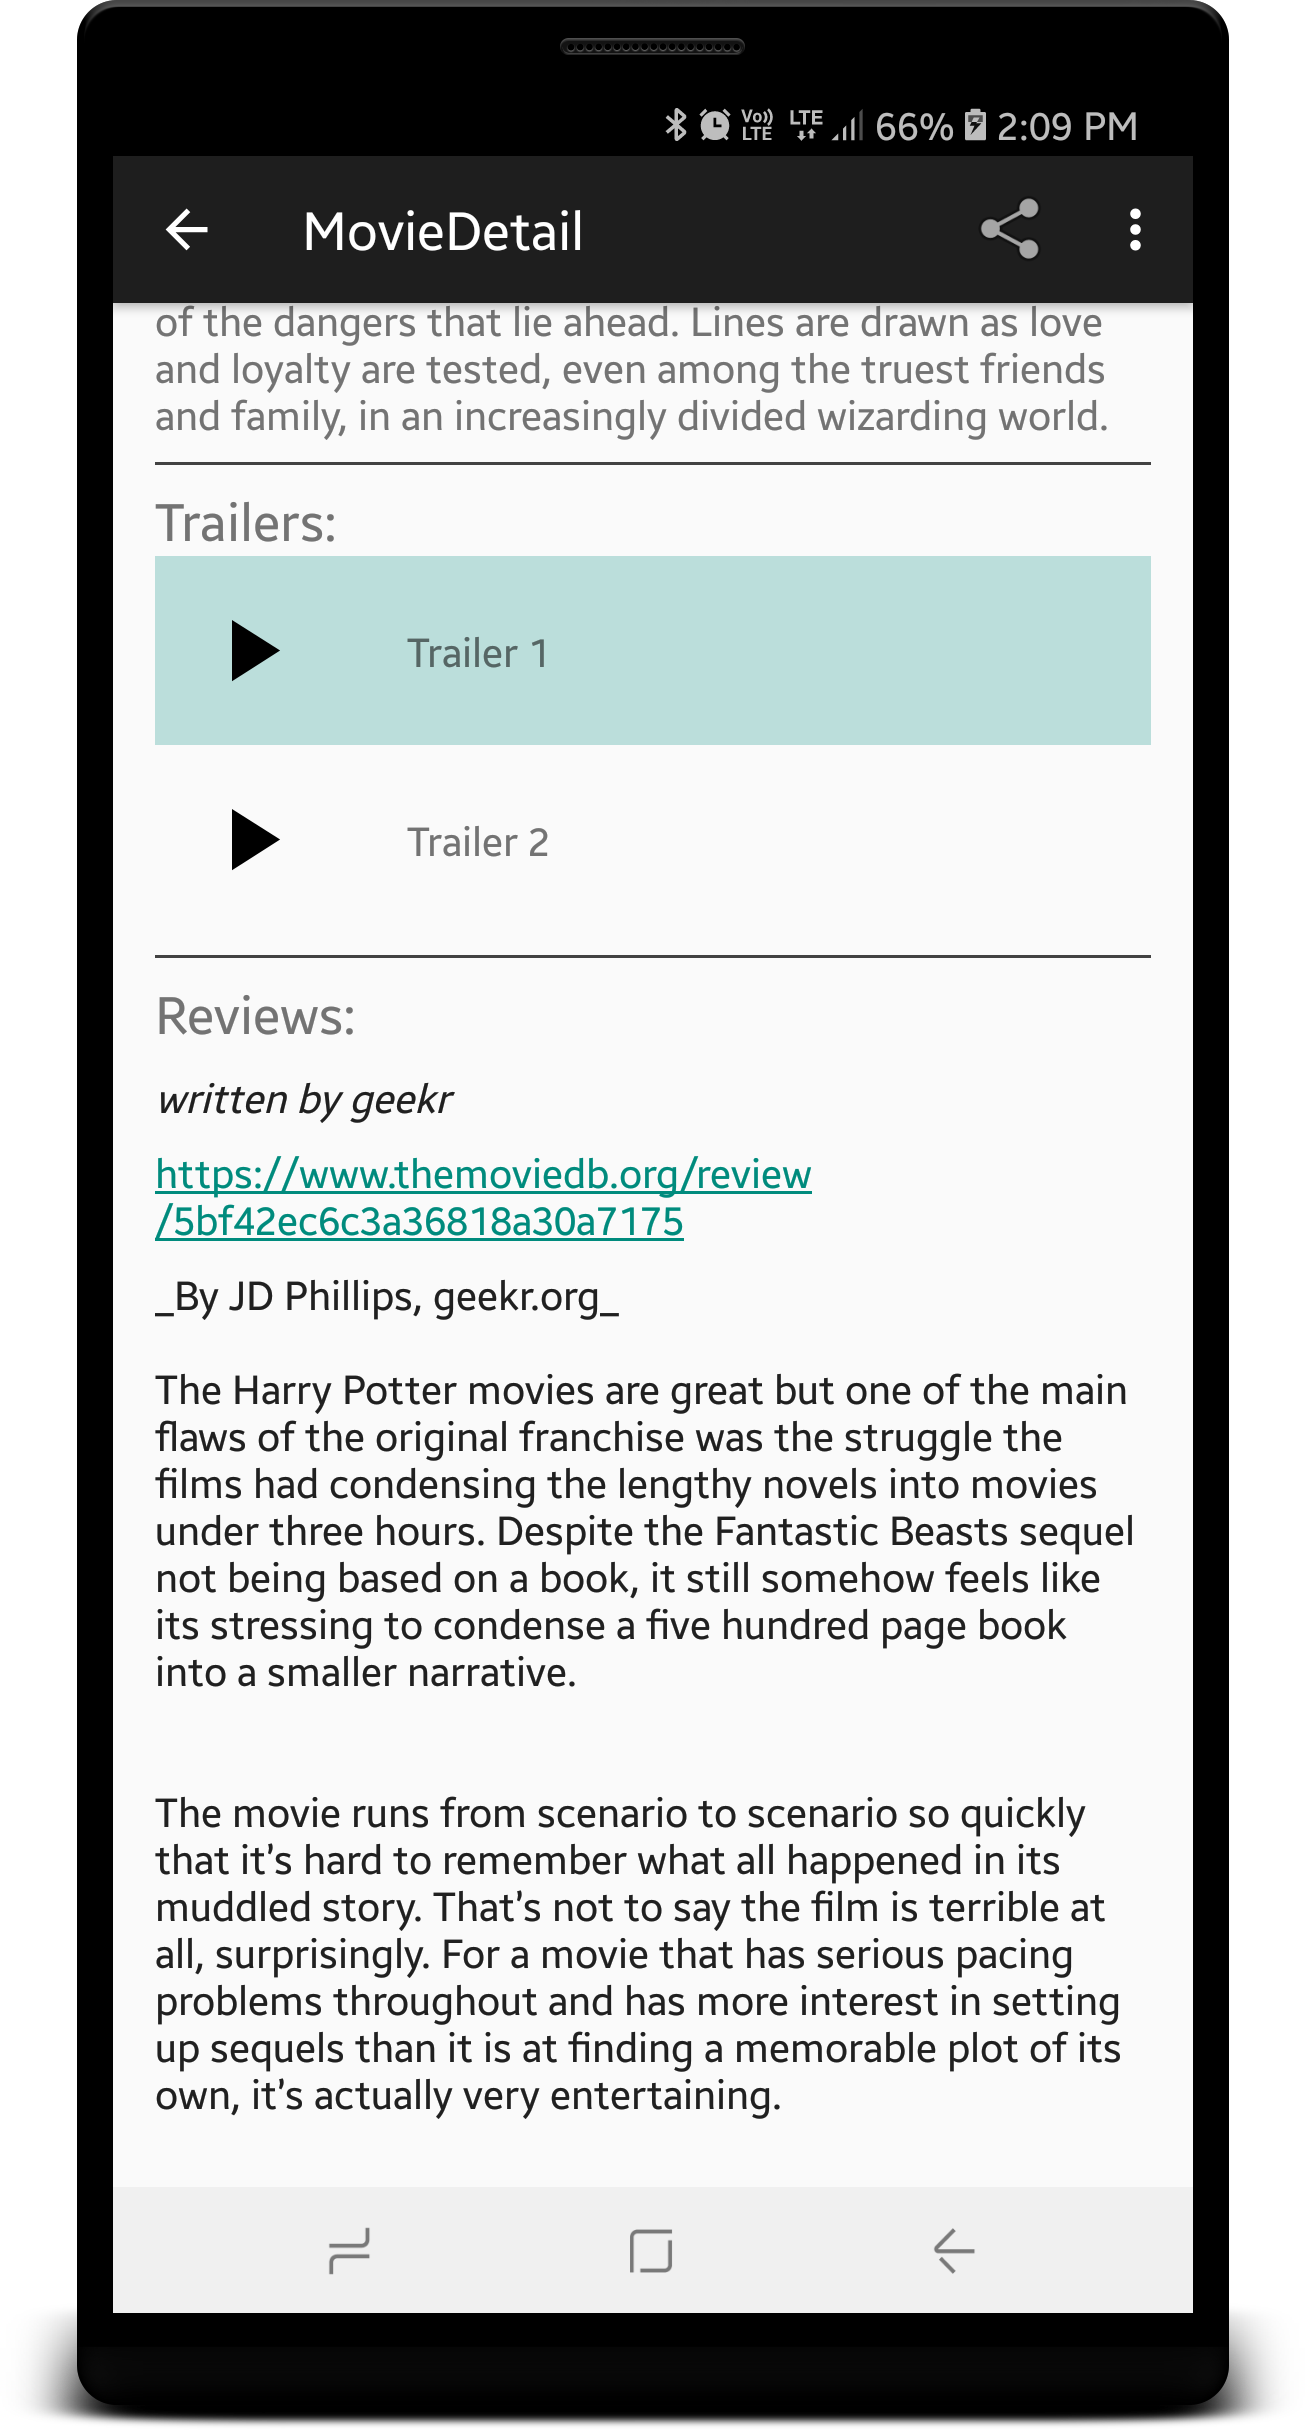 Vo)) LTE LTE 66% 2:09 PM
MovieDetail
of the dangers that lie ahead. Lines are drawn as love
and loyalty are tested, even among the truest friends
and family, in an increasingly divided wizarding world.
Trailers:
Trailer 1
Trailer 2
Reviews:
written by geekr
https://www.themoviedb.org/review
/5bf42ec6c3a36818a30a7175
_By JD Phillips, geekr.org_
The Harry Potter movies are great but one of the main
flaws of the original franchise was the struggle the
films had condensing the lengthy novels into movies
under three hours. Despite the Fantastic Beasts sequel
not being based on a book, it still somehow feels like
its stressing to condense a five hundred page book
into a smaller narrative.
The movie runs from scenario to scenario so quickly
that it’s hard to remember what all happened in its
muddled story. That’s not to say the film is terrible at
all, surprisingly. For a movie that has serious pacing
problems throughout and has more interest in setting
up sequels than it is at finding a memorable plot of its
own, it’s actually very entertaining.